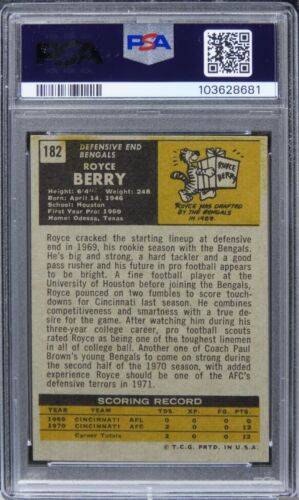 PSA
PSA
103628681
182
DEFENSIVE END
BENGALS
ROYCE
BERRY
Height: 6'4" Weight: 248
Born: April 14, 1946
School: Houston
First Year Pro: 1969
Home: Odessa, Texas
ROYCE
BERRY
ROYCE WAS DRAFTED
BY THE BENGALS
IN 1968.
Royce cracked the starting lineup at defensive
end in 1969, his rookie season with the Bengals.
He's big and strong, a hard tackler and a good
pass rusher and his future in pro football appears
to be bright. A fine football player at the
University of Houston before joining the Bengals,
Royce pounced on two fumbles to score touch-
downs for Cincinnati last season. He combines
competitiveness and smartness with a true de-
sire for the game. After watching him during his
three-year college career, pro football scouts
rated Royce as being one of the toughest linemen
in all of college ball. Another one of Coach Paul
Brown's young Bengals to come on strong during
the second half of the 1970 season, with added
experience Royce should be one of the AFC's
defensive terrors in 1971.
SCORING RECORD
YEAR TEAM TDS. XP. FG. PTS.
1969 CINCINNATI AFL 0 0 0 0
1970 CINCINNATI AFC 2 0 0 12
Career Totals 2 0 0 12
© T.C.G. PRTD. IN U.S.A.